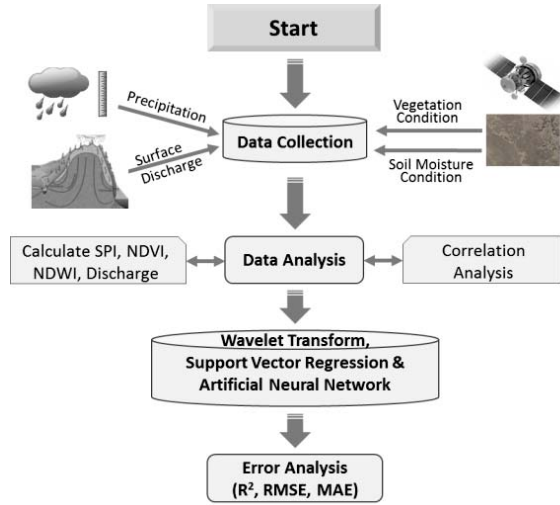 Start
Precipitation
Surface
Discharge
Data Collection
Vegetation
Condition
Soil Moisture
Condition
Calculate SPI, NDVI,
NDWI, Discharge
Data Analysis
Correlation
Analysis
Wavelet Transform,
Support Vector Regression &
Artificial Neural Network
Error Analysis
(R², RMSE, MAE)